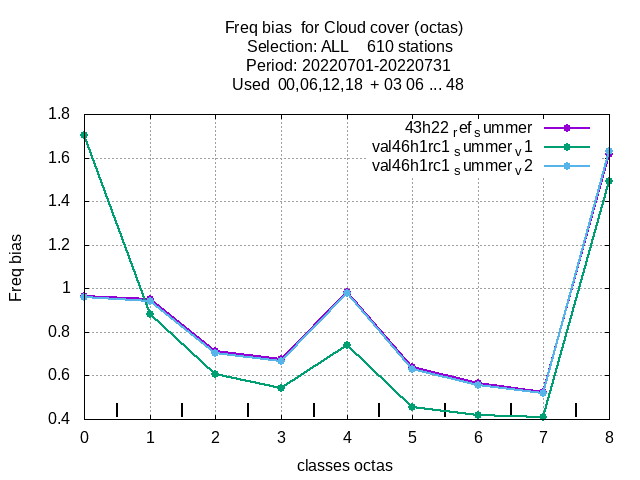 Freq bias  for Cloud cover (octas)
Selection: ALL    610 stations
Period: 20220701-20220731
Used  00,06,12,18  + 03 06 ... 48
43h22 ref summer
val46h1rc1 summer v1
val46h1rc1 summer v2
1.8
1.6
1.4
1.2
1
0.8
0.6
0.4
Freq bias
0 1 2 3 4 5 6 7 8
classes octas